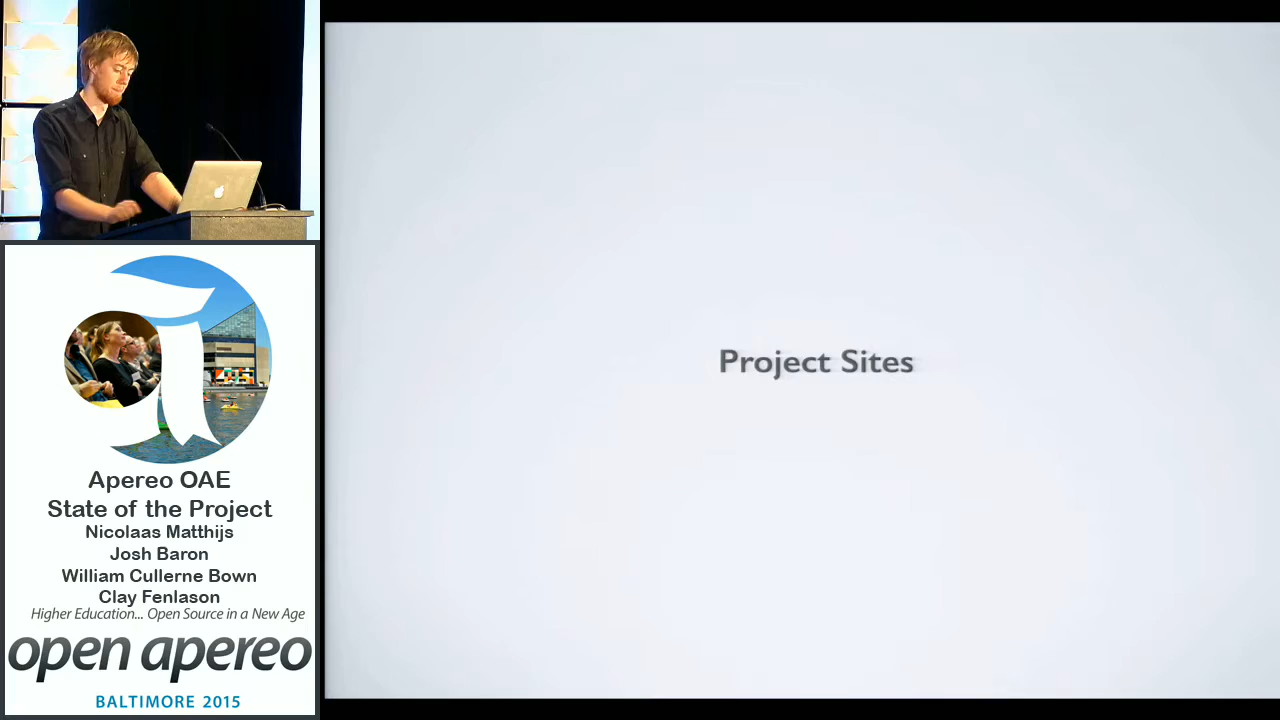 Project Sites
Apereo OAE
State of the Project
Nicolaas Matthijs
Josh Baron
William Cullerne Bown
Clay Fenlason
Higher Education... Open Source in a New Age
open apereo
BALTIMORE 2015